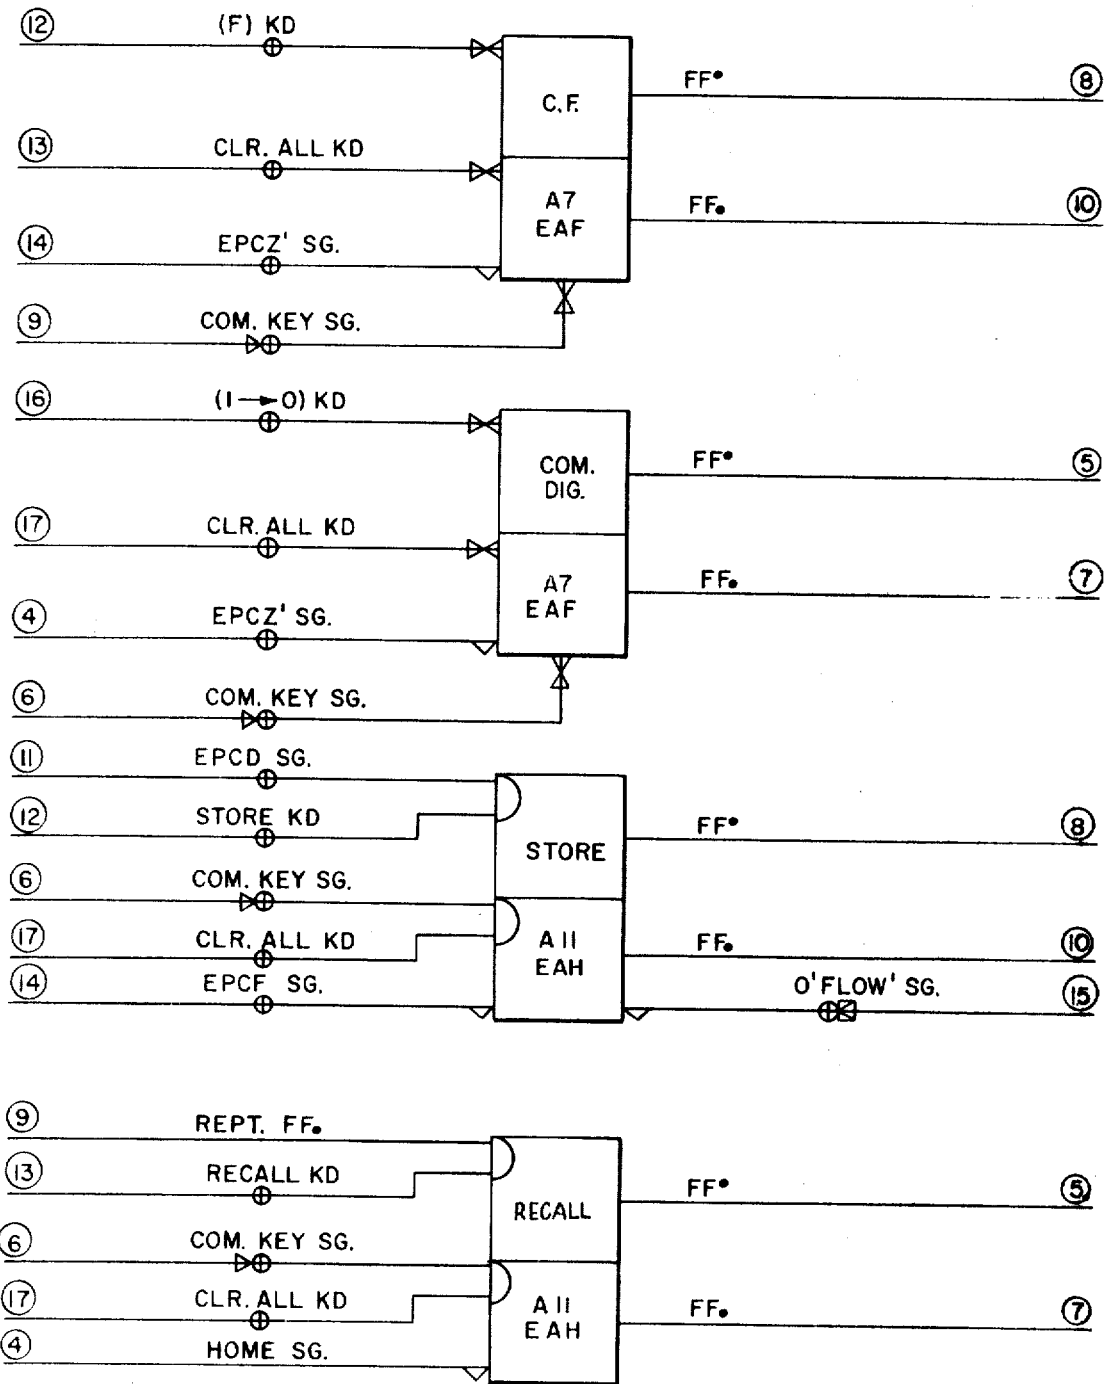 12 (F) KD
C.F.
FF• 8
13 CLR. ALL KD
A7
EAF
FF. 10
14 EPCZ' SG.
9 COM. KEY SG.
16 (1→0) KD
COM.
DIG.
FF• 5
17 CLR. ALL KD
A7
EAF
FF. 7
4 EPCZ' SG.
6 COM. KEY SG.
11 EPCD SG.
12 STORE KD
STORE
FF• 8
6 COM. KEY SG.
17 CLR. ALL KD
A11
EAH
FF. 10
14 EPCF SG.
O'FLOW' SG. 15
9 REPT. FF.
13 RECALL KD
RECALL
FF• 5
6 COM. KEY SG.
17 CLR. ALL KD
A11
EAH
FF. 7
4 HOME SG.